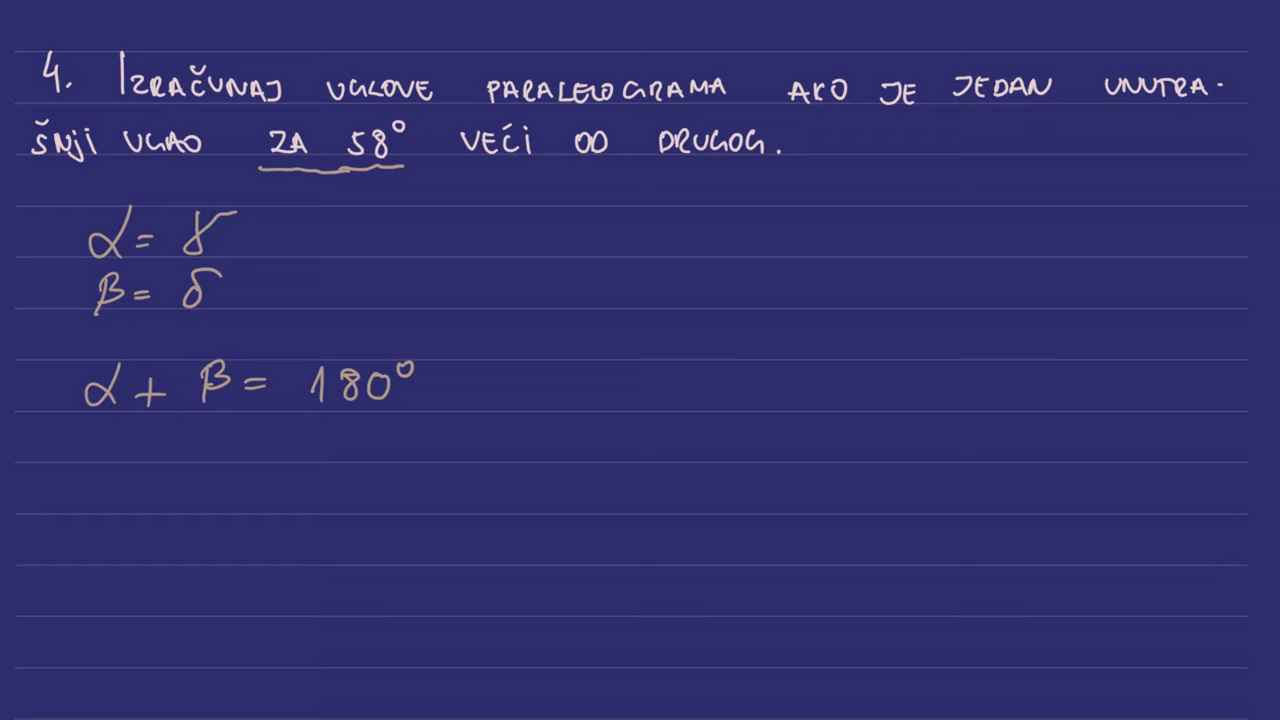 4. IZRAČUNAJ UGLOVE PARALELOGRAMA AKO JE JEDAN UNUTRA-
ŠNJI UGAO ZA 58° VEĆI OD DRUGOG.
α = γ
β = δ
α + β = 180°